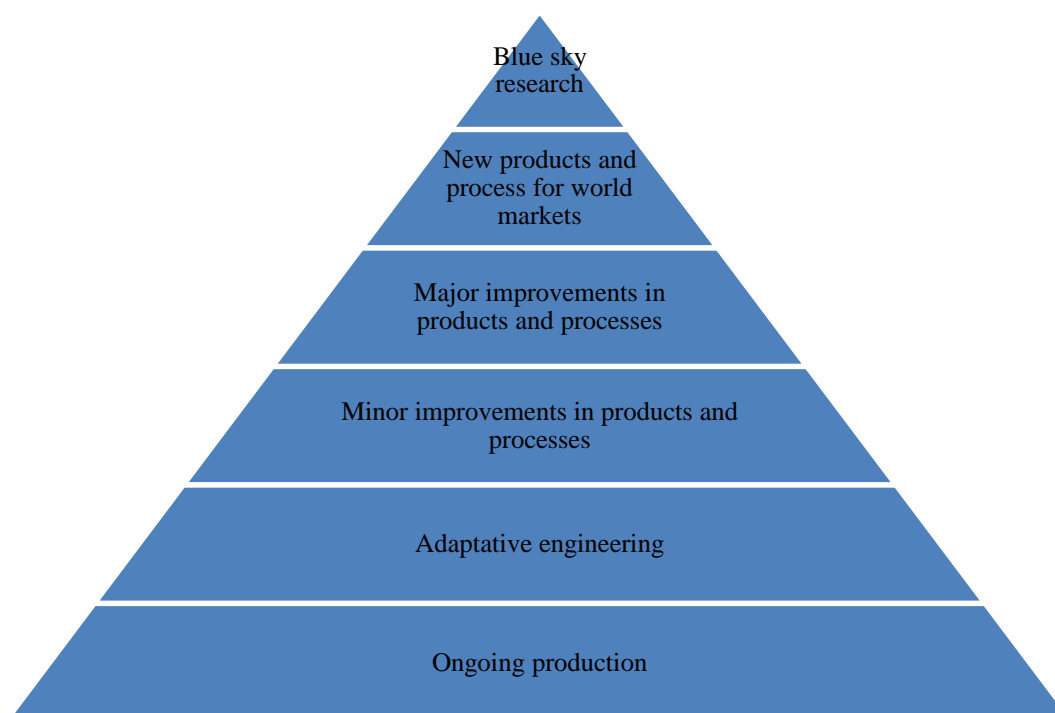 Blue sky
research
New products and
process for world
markets
Major improvements in
products and processes
Minor improvements in products and
processes
Adaptative engineering
Ongoing production